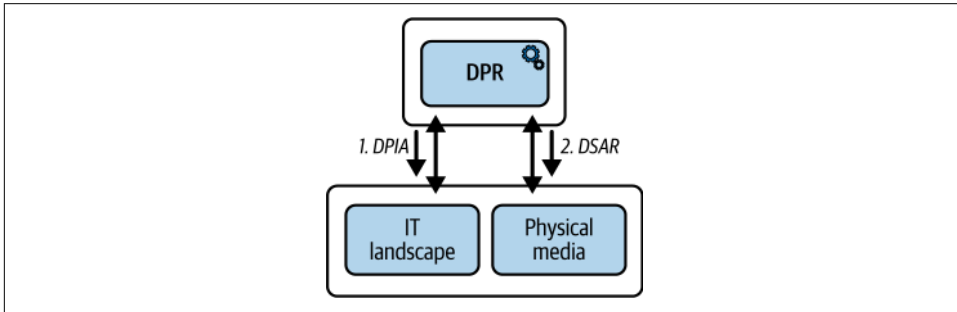 DPR
1. DPIA
2. DSAR
IT
landscape
Physical
media